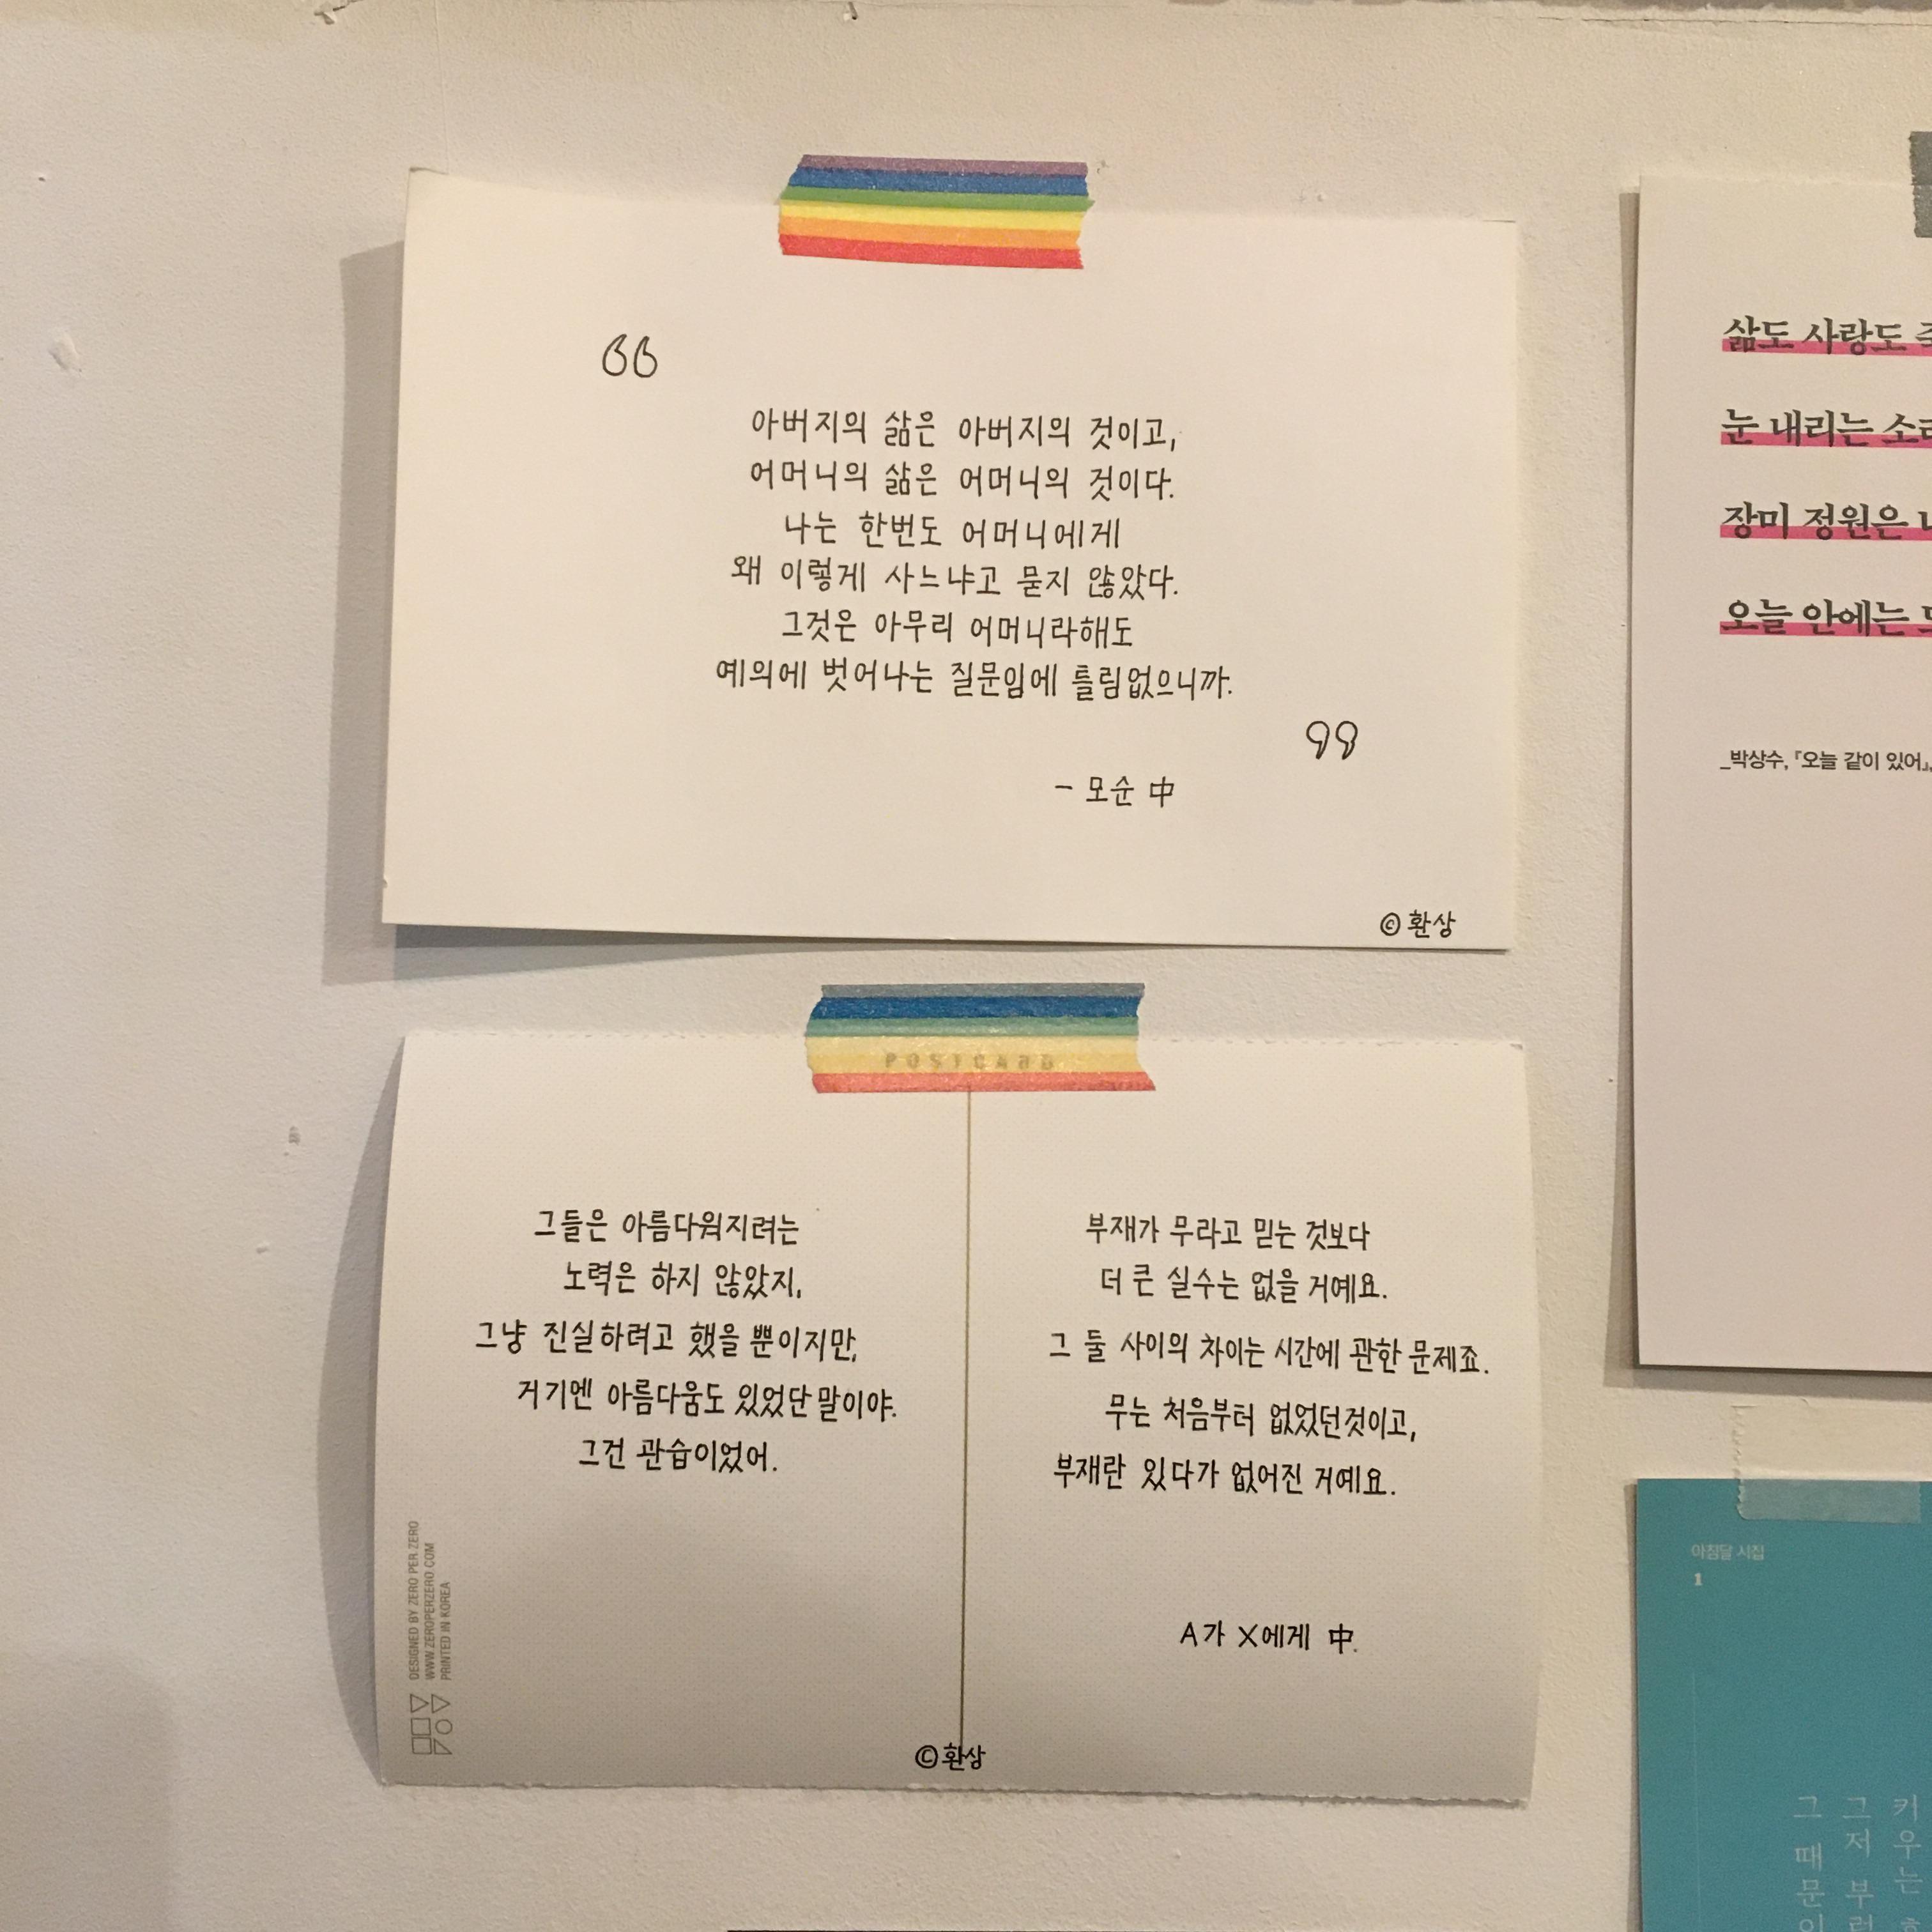 아버지의 삶은 아버지의 것이고,
어머니의 삶은 어머니의 것이다.
나는 한번도 어머니에게
왜 이렇게 사느냐고 묻지 않았다.
그것은 아무리 어머니라해도
예의에 벗어나는 질문임에 틀림없으니까.
- 모순 中
© 환상
POSTCARD
그들은 아름다워지려는
노력은 하지 않았지,
그냥 진실하려고 했을 뿐이지만,
거기엔 아름다움도 있었단 말이야.
그건 관습이었어.
부재가 무라고 믿는 것보다
더 큰 실수는 없을 거예요.
그 둘 사이의 차이는 시간에 관한 문제죠.
무는 처음부터 없었던것이고,
부재란 있다가 없어진 거예요.
A가 X에게 中.
DESIGNED BY ZERO PER ZERO
WWW.ZEROPERZERO.COM
PRINTED IN KOREA
© 환상
삶도 사랑도
눈 내리는
장미 정원은
오늘 안에는
_박상수, 『오늘 같이 있어』,
아침달 시집
1
키우는
그저
그때